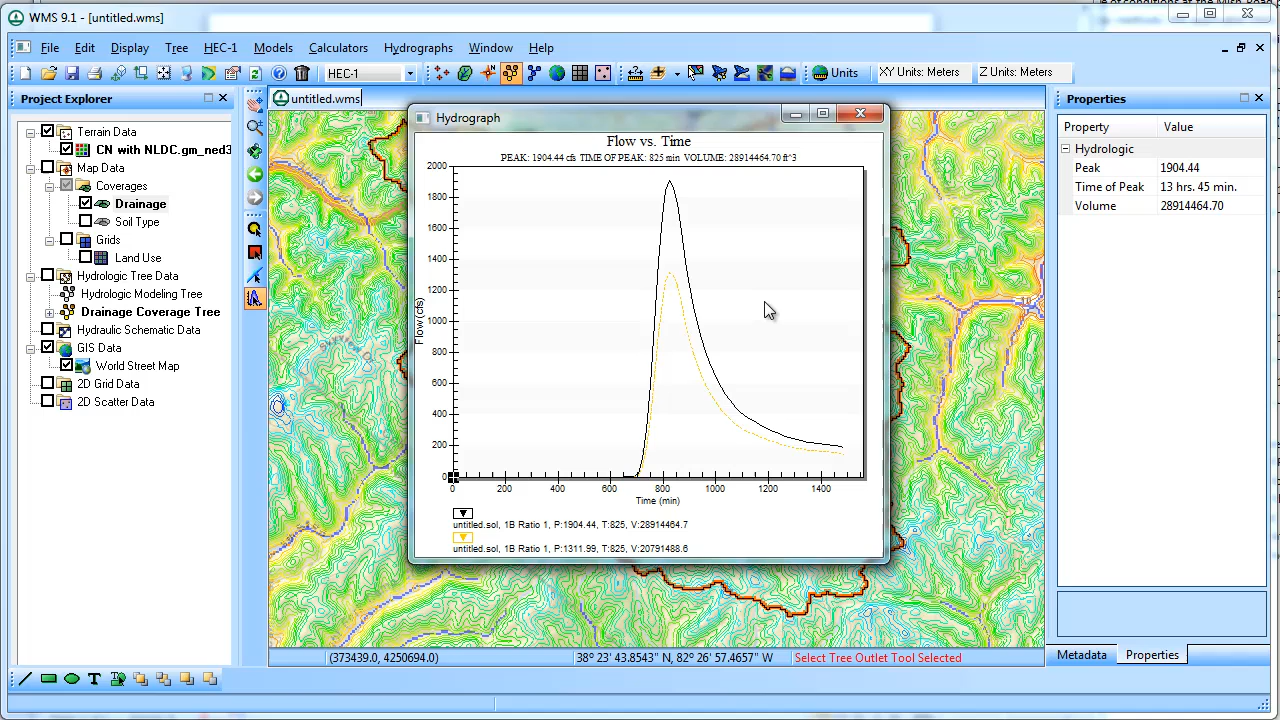 WMS 9.1 - [untitled.wms]
File Edit Display Tree HEC-1 Models Calculators Hydrographs Window Help
HEC-1
Units
XY Units: Meters
Z Units: Meters
Project Explorer
Terrain Data
CN with NLDC.gm_ned3
Map Data
Coverages
Drainage
Soil Type
Grids
Land Use
Hydrologic Tree Data
Hydrologic Modeling Tree
Drainage Coverage Tree
Hydraulic Schematic Data
GIS Data
World Street Map
2D Grid Data
2D Scatter Data
untitled.wms
Hydrograph
Flow vs. Time
PEAK: 1904.44 cfs TIME OF PEAK: 825 min VOLUME: 28914464.70 ft^3
2000
1800
1600
1400
1200
1000
800
600
400
200
0
Flow(cfs)
0 200 400 600 800 1000 1200 1400
Time (min)
untitled.sol, 1B Ratio 1, P:1904.44, T:825, V:28914464.7
untitled.sol, 1B Ratio 1, P:1311.99, T:825, V:20791488.6
Properties
Property Value
Hydrologic
Peak 1904.44
Time of Peak 13 hrs. 45 min.
Volume 28914464.70
Metadata Properties
(373439.0, 4250694.0)
38° 23' 43.8543" N, 82° 26' 57.4657" W
Select Tree Outlet Tool Selected